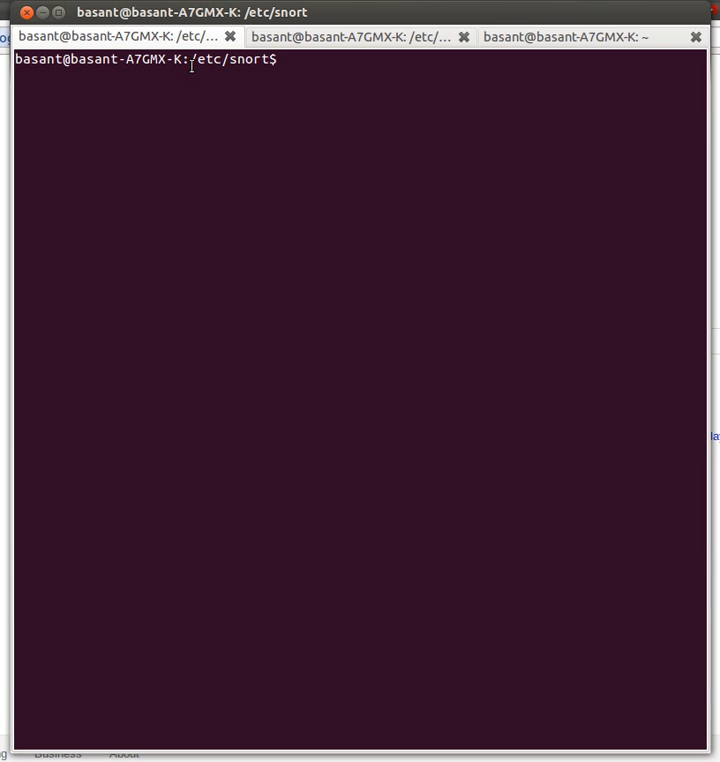 basant@basant-A7GMX-K: /etc/snort
basant@basant-A7GMX-K: /etc/... basant@basant-A7GMX-K: /etc/... basant@basant-A7GMX-K: ~
basant@basant-A7GMX-K:/etc/snort$
Business About